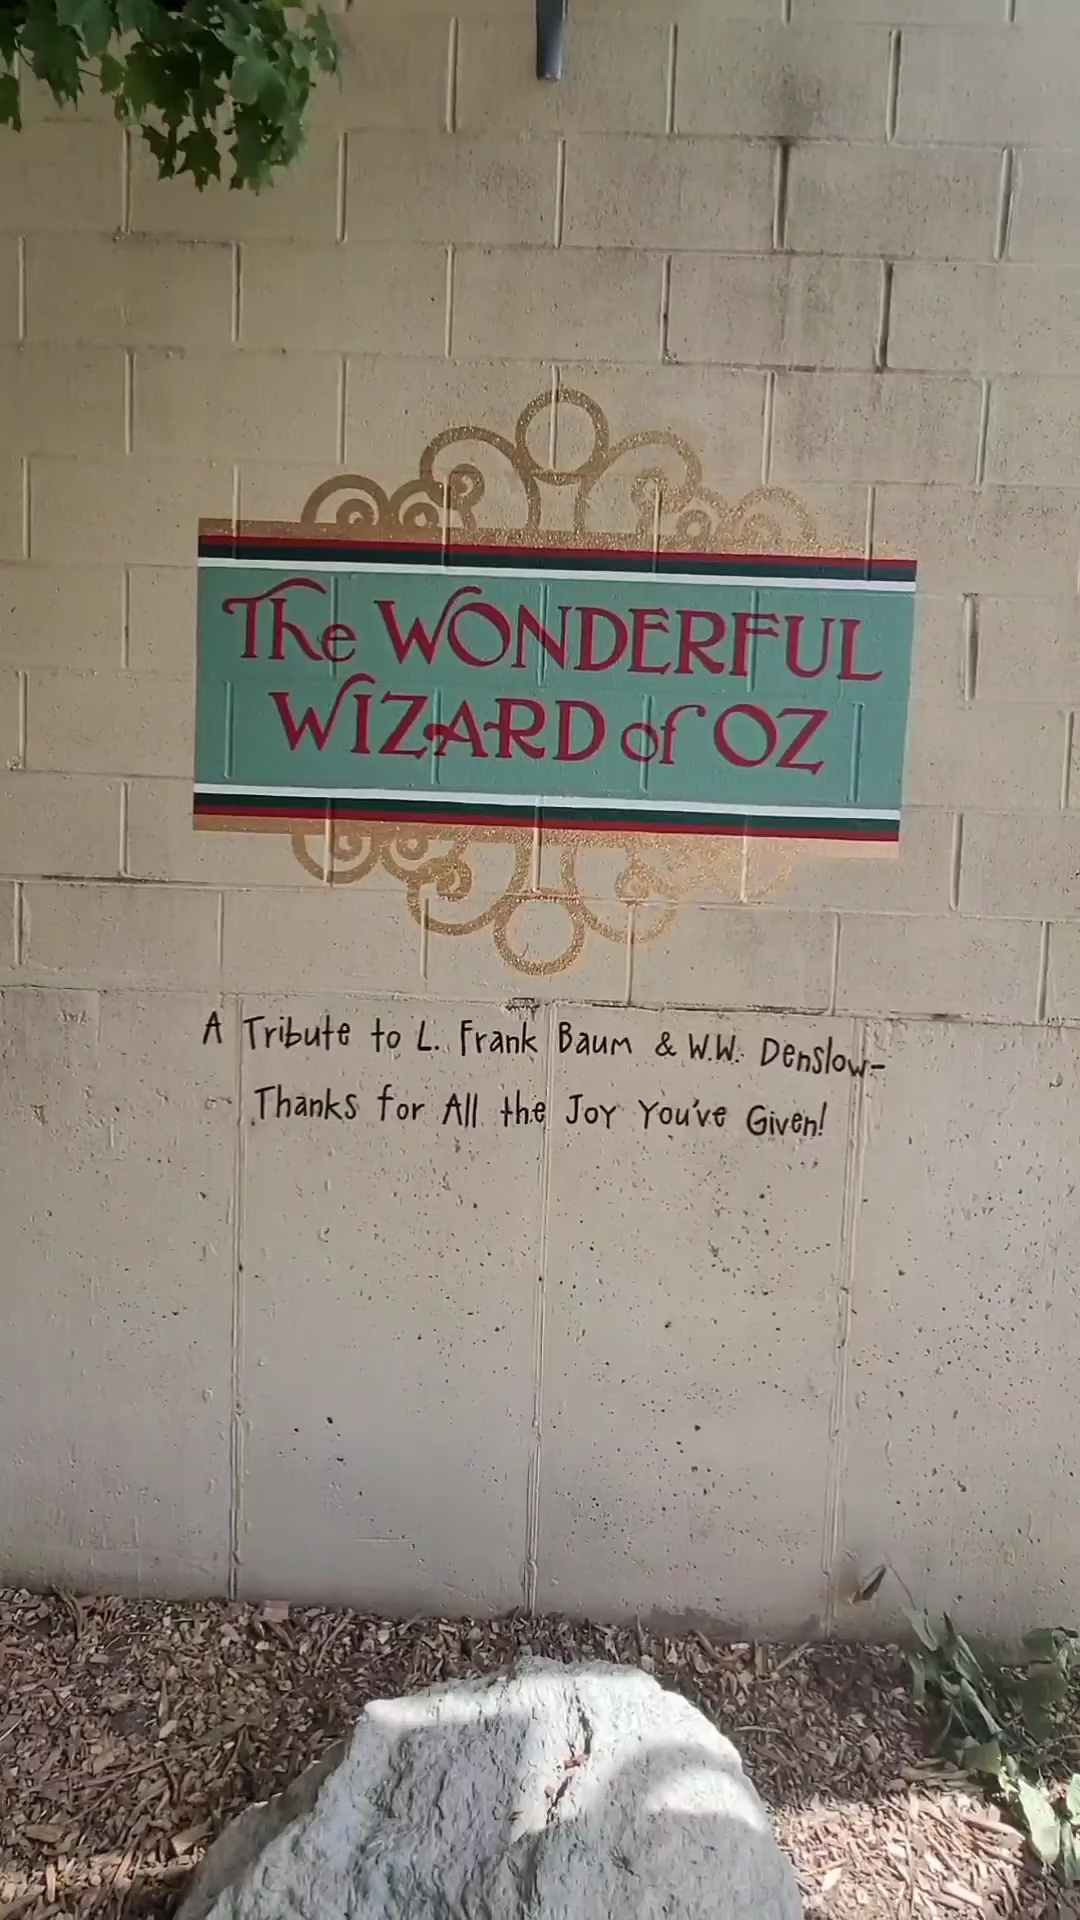 The WONDERFUL
WIZARD of OZ
A Tribute to L. Frank Baum & W.W. Denslow-
Thanks for All the Joy You've Given!